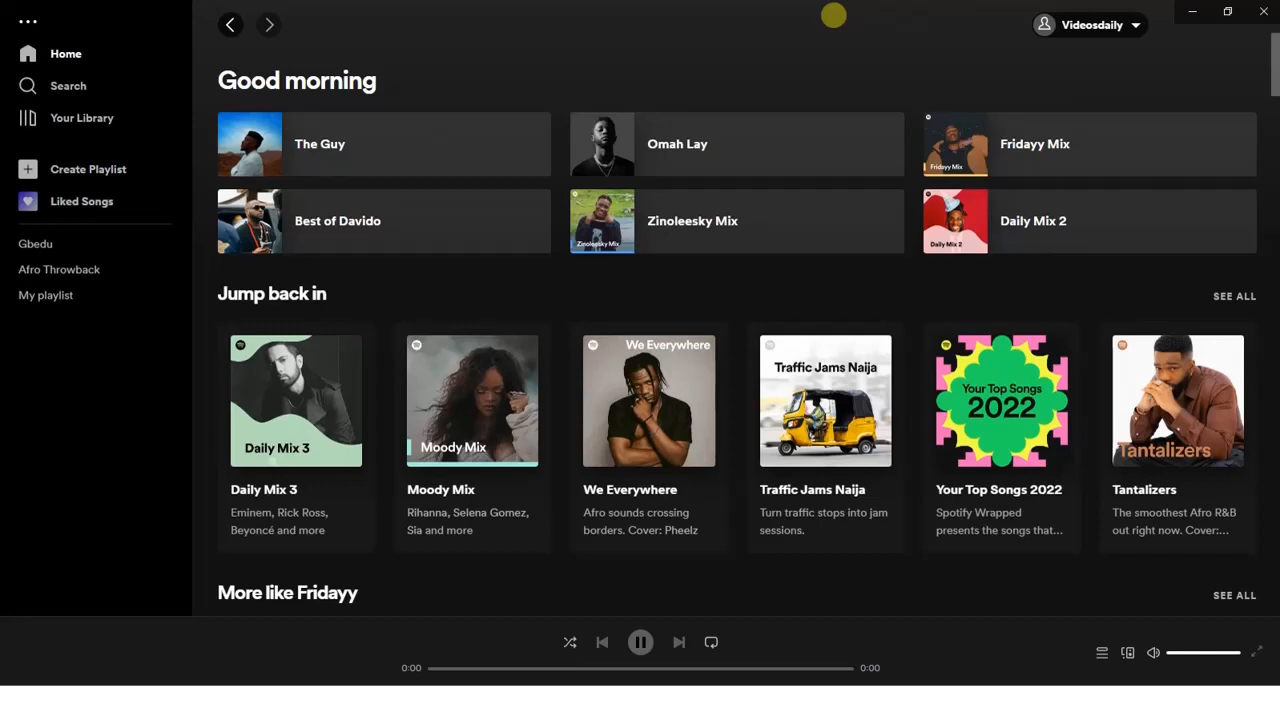 Home
Search
Your Library
Create Playlist
Liked Songs
Gbedu
Afro Throwback
My playlist
Videosdaily
Good morning
The Guy
Omah Lay
Fridayy Mix
Fridayy Mix
Best of Davido
Zinoleesky Mix
Zinoleesky Mix
Daily Mix 2
Daily Mix 2
Jump back in
SEE ALL
Daily Mix 3
Daily Mix 3
Eminem, Rick Ross,
Beyoncé and more
Moody Mix
Moody Mix
Rihanna, Selena Gomez,
Sia and more
We Everywhere
We Everywhere
Afro sounds crossing
borders. Cover: Pheelz
Traffic Jams Naija
Traffic Jams Naija
Turn traffic stops into jam
sessions.
Your Top Songs
2022
Your Top Songs 2022
Spotify Wrapped
presents the songs that...
Tantalizers
Tantalizers
The smoothest Afro R&B
out right now. Cover:...
More like Fridayy
SEE ALL
0:00
0:00